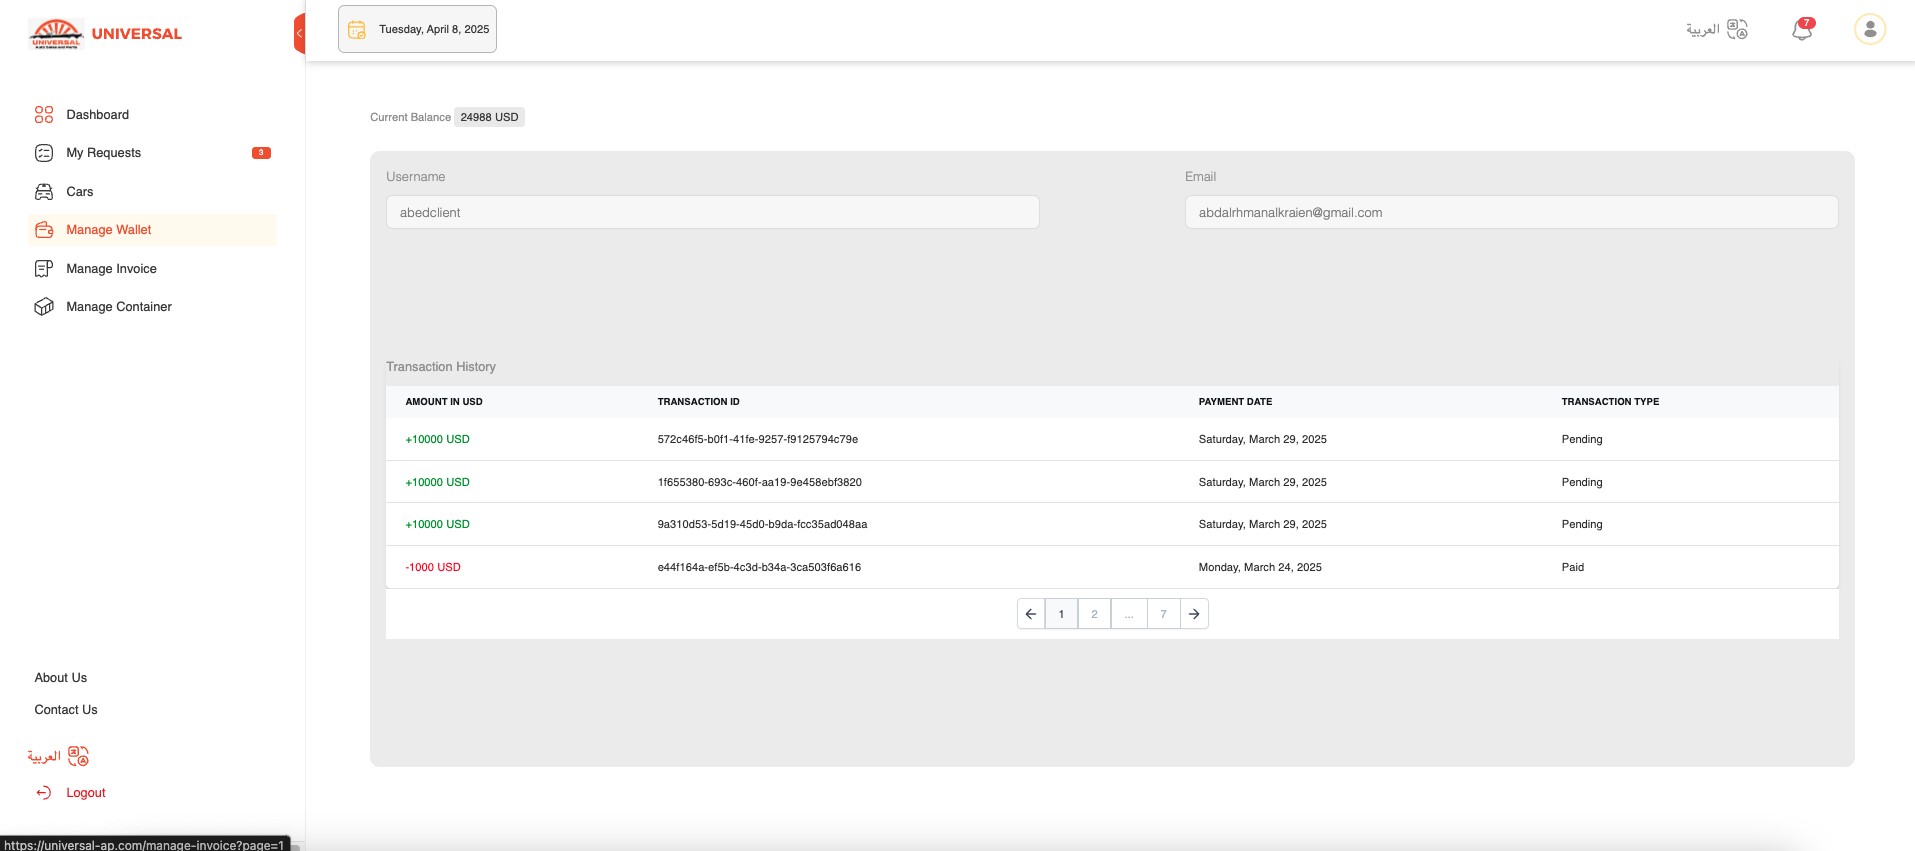 UNIVERSAL
UNIVERSAL
Tuesday, April 8, 2025
العربية
7
Dashboard
My Requests
3
Cars
Manage Wallet
Manage Invoice
Manage Container
About Us
Contact Us
العربية
Logout
https://universal-ap.com/manage-invoice?page=1
Current Balance 24988 USD
Username
Email
abedclient
abdalrhmanalkraien@gmail.com
Transaction History
AMOUNT IN USD TRANSACTION ID PAYMENT DATE TRANSACTION TYPE
+10000 USD 572c46f5-b0f1-41fe-9257-f9125794c79e Saturday, March 29, 2025 Pending
+10000 USD 1f655380-693c-460f-aa19-9e458ebf3820 Saturday, March 29, 2025 Pending
+10000 USD 9a310d53-5d19-45d0-b9da-fcc35ad048aa Saturday, March 29, 2025 Pending
-1000 USD e44f164a-ef5b-4c3d-b34a-3ca503f6a616 Monday, March 24, 2025 Paid
1 2 ... 7